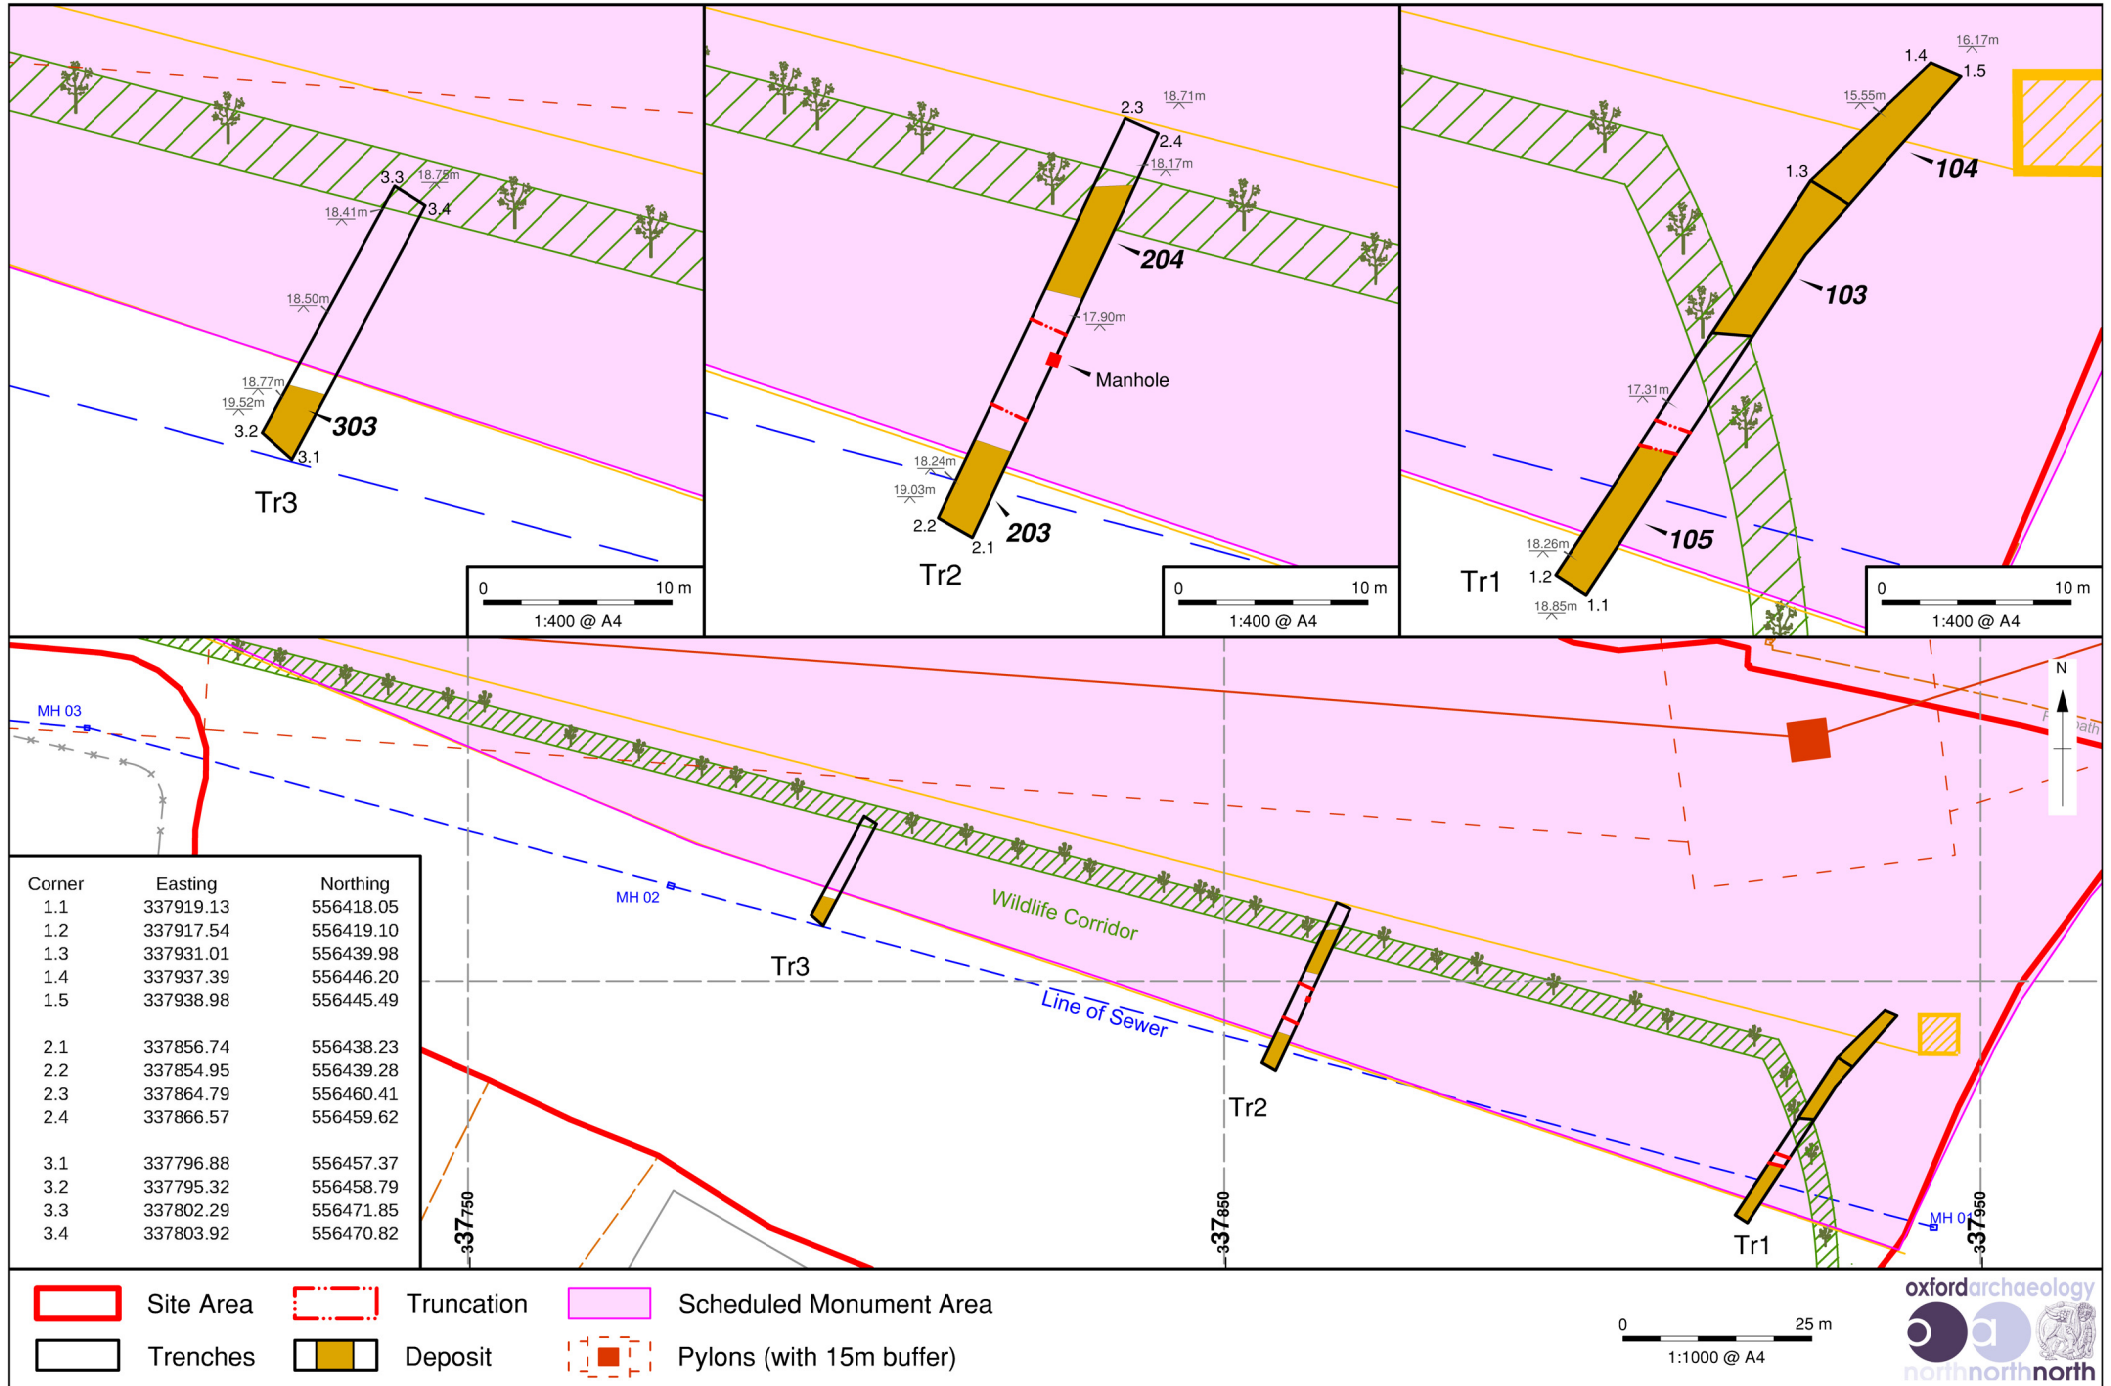 3.3
18.75m
3.4
18.41m
18.50m
18.77m
19.52m
3.2
303
3.1
Tr3
0 10 m
1:400 @ A4
18.71m
2.3
2.4
18.17m
204
17.90m
Manhole
18.24m
19.03m
2.2
203
2.1
Tr2
0 10 m
1:400 @ A4
16.17m
1.4
1.5
15.55m
1.3
104
103
17.31m
105
18.26m
1.2
Tr1
1.1
18.85m
0 10 m
1:400 @ A4
N
MH 03
MH 02
Wildlife Corridor
Tr3
Line of Sewer
Tr2
MH 01
Tr1
337750
337850
337950
Corner Easting Northing
1.1 337919.13 556418.05
1.2 337917.54 556419.10
1.3 337931.01 556439.98
1.4 337937.39 556446.20
1.5 337938.98 556445.49
2.1 337856.74 556438.23
2.2 337854.95 556439.28
2.3 337864.79 556460.41
2.4 337866.57 556459.62
3.1 337796.88 556457.37
3.2 337795.32 556458.79
3.3 337802.29 556471.85
3.4 337803.92 556470.82
Site Area
Truncation
Scheduled Monument Area
Trenches
Deposit
Pylons (with 15m buffer)
0 25 m
1:1000 @ A4
oxfordarchaeology
o a
northnorthnorth